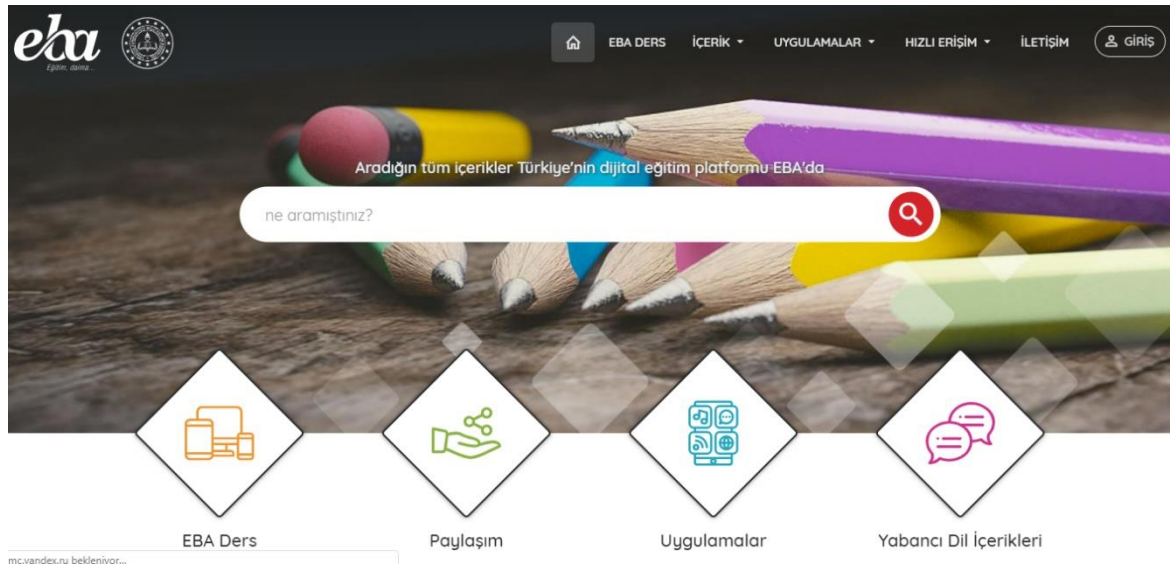 eba
Eğitim, daima...
EBA DERS İÇERİK UYGULAMALAR HIZLI ERİŞİM İLETİŞİM GİRİŞ
Aradığın tüm içerikler Türkiye'nin dijital eğitim platformu EBA'da
ne aramıştınız?
EBA Ders Paylaşım Uygulamalar Yabancı Dil İçerikleri
mc.yandex.ru bekleniyor...